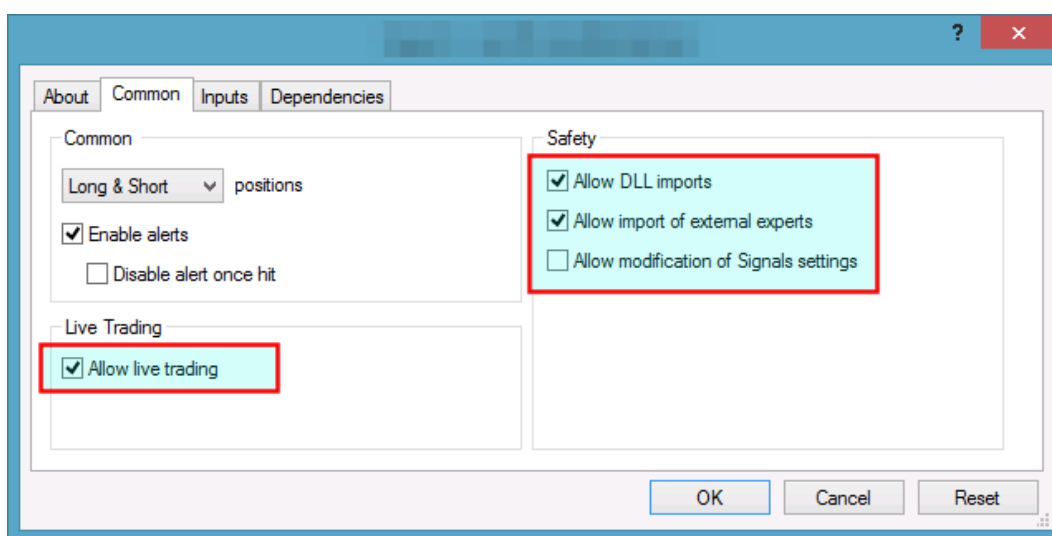 ?
About Common Inputs Dependencies
Common
Long & Short positions
Enable alerts
Disable alert once hit
Live Trading
Allow live trading
Safety
Allow DLL imports
Allow import of external experts
Allow modification of Signals settings
OK Cancel Reset